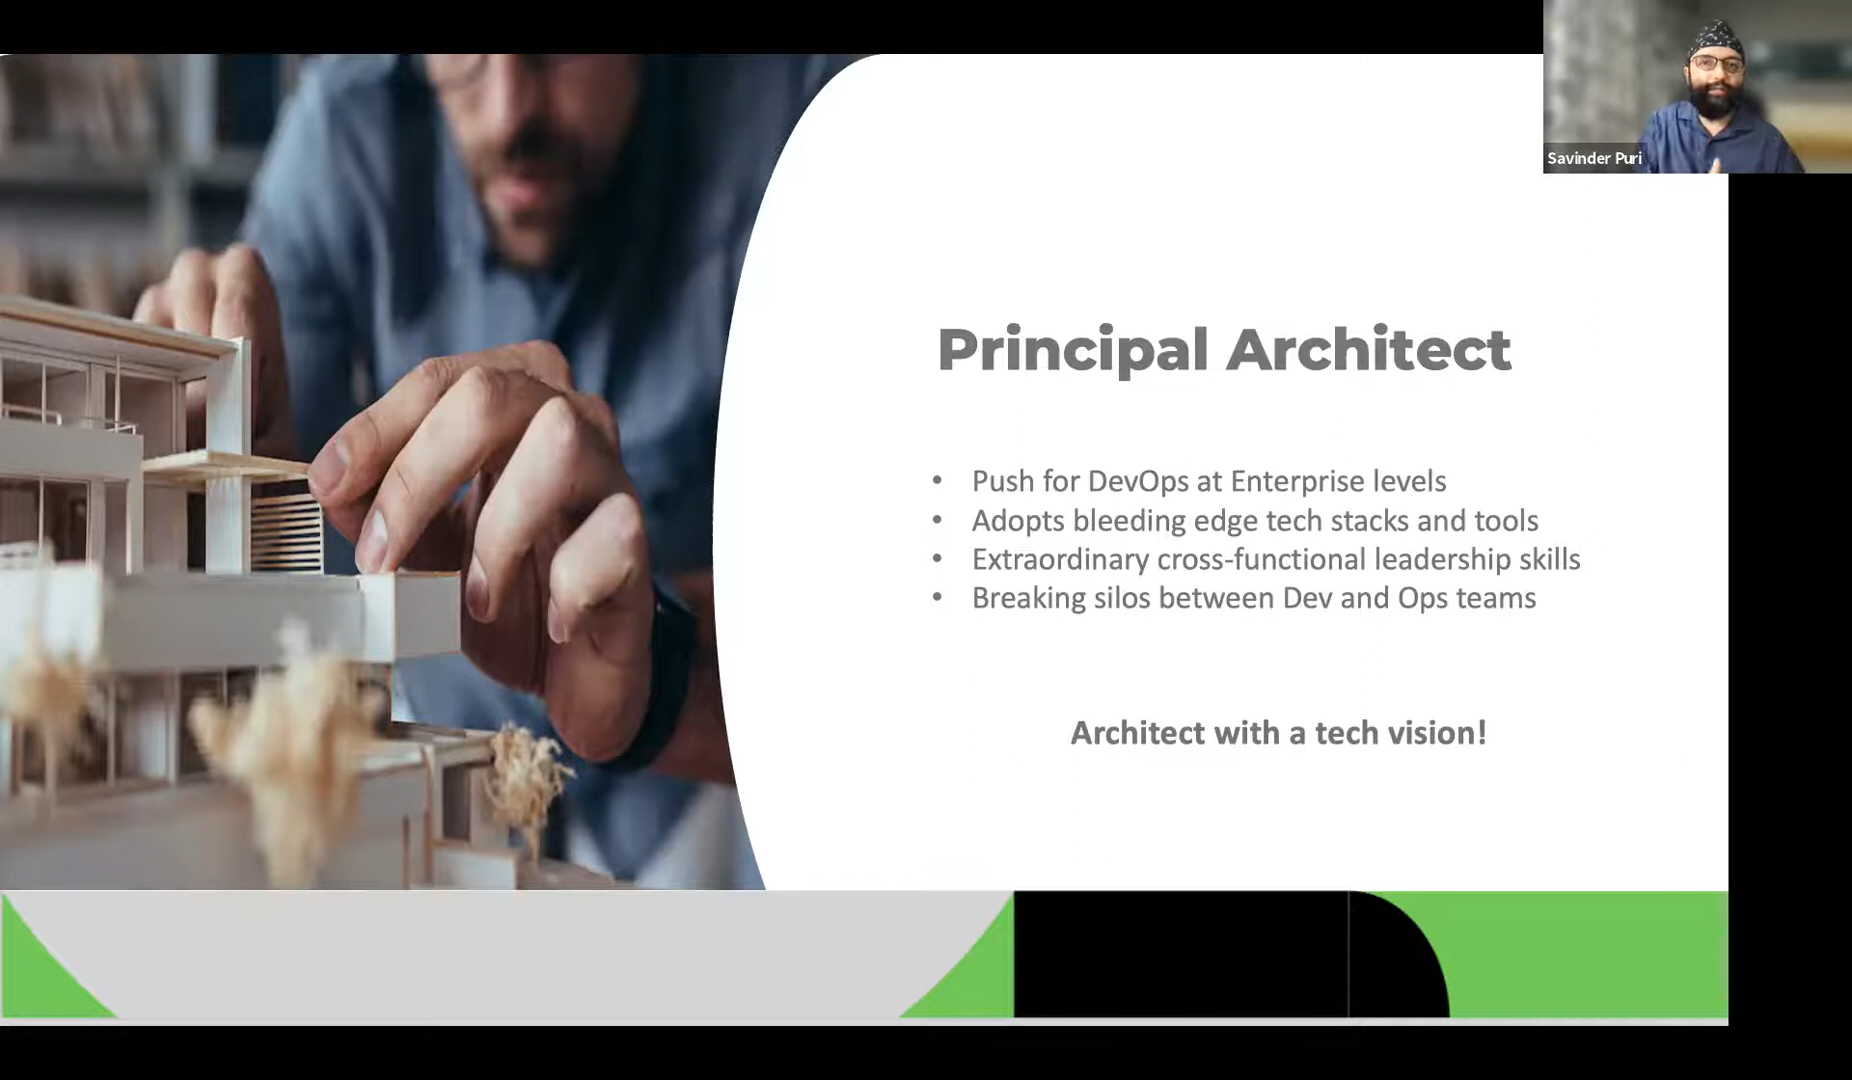 Savinder Puri
Principal Architect
• Push for DevOps at Enterprise levels
• Adopts bleeding edge tech stacks and tools
• Extraordinary cross-functional leadership skills
• Breaking silos between Dev and Ops teams
Architect with a tech vision!